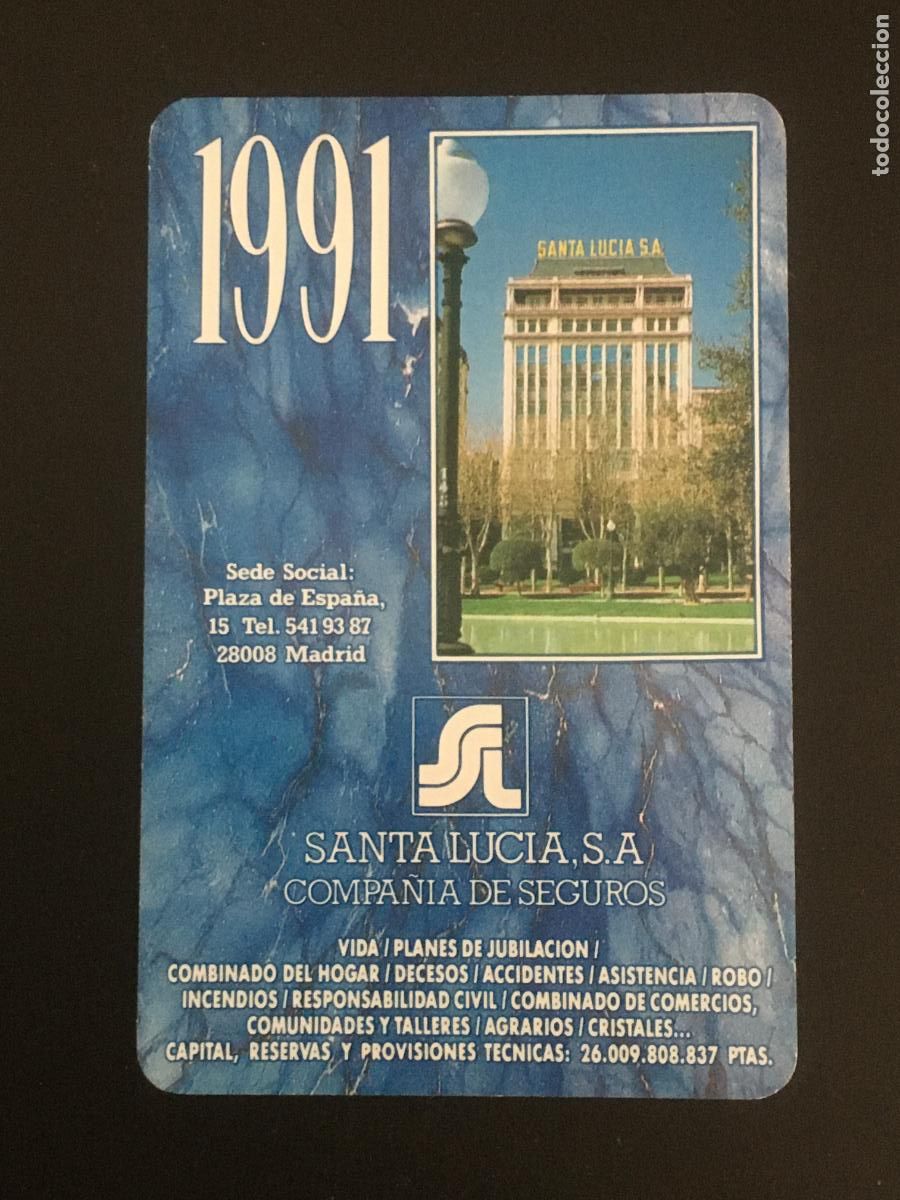 todocoleccion
1991
SANTA LUCIA S.A.
Sede Social:
Plaza de España,
15 Tel. 541 93 87
28008 Madrid
SANTA LUCIA, S.A
COMPAÑIA DE SEGUROS
VIDA / PLANES DE JUBILACION /
COMBINADO DEL HOGAR / DECESOS / ACCIDENTES / ASISTENCIA / ROBO /
INCENDIOS / RESPONSABILIDAD CIVIL / COMBINADO DE COMERCIOS,
COMUNIDADES Y TALLERES / AGRARIOS / CRISTALES...
CAPITAL, RESERVAS Y PROVISIONES TECNICAS: 26.009.808.837 PTAS.